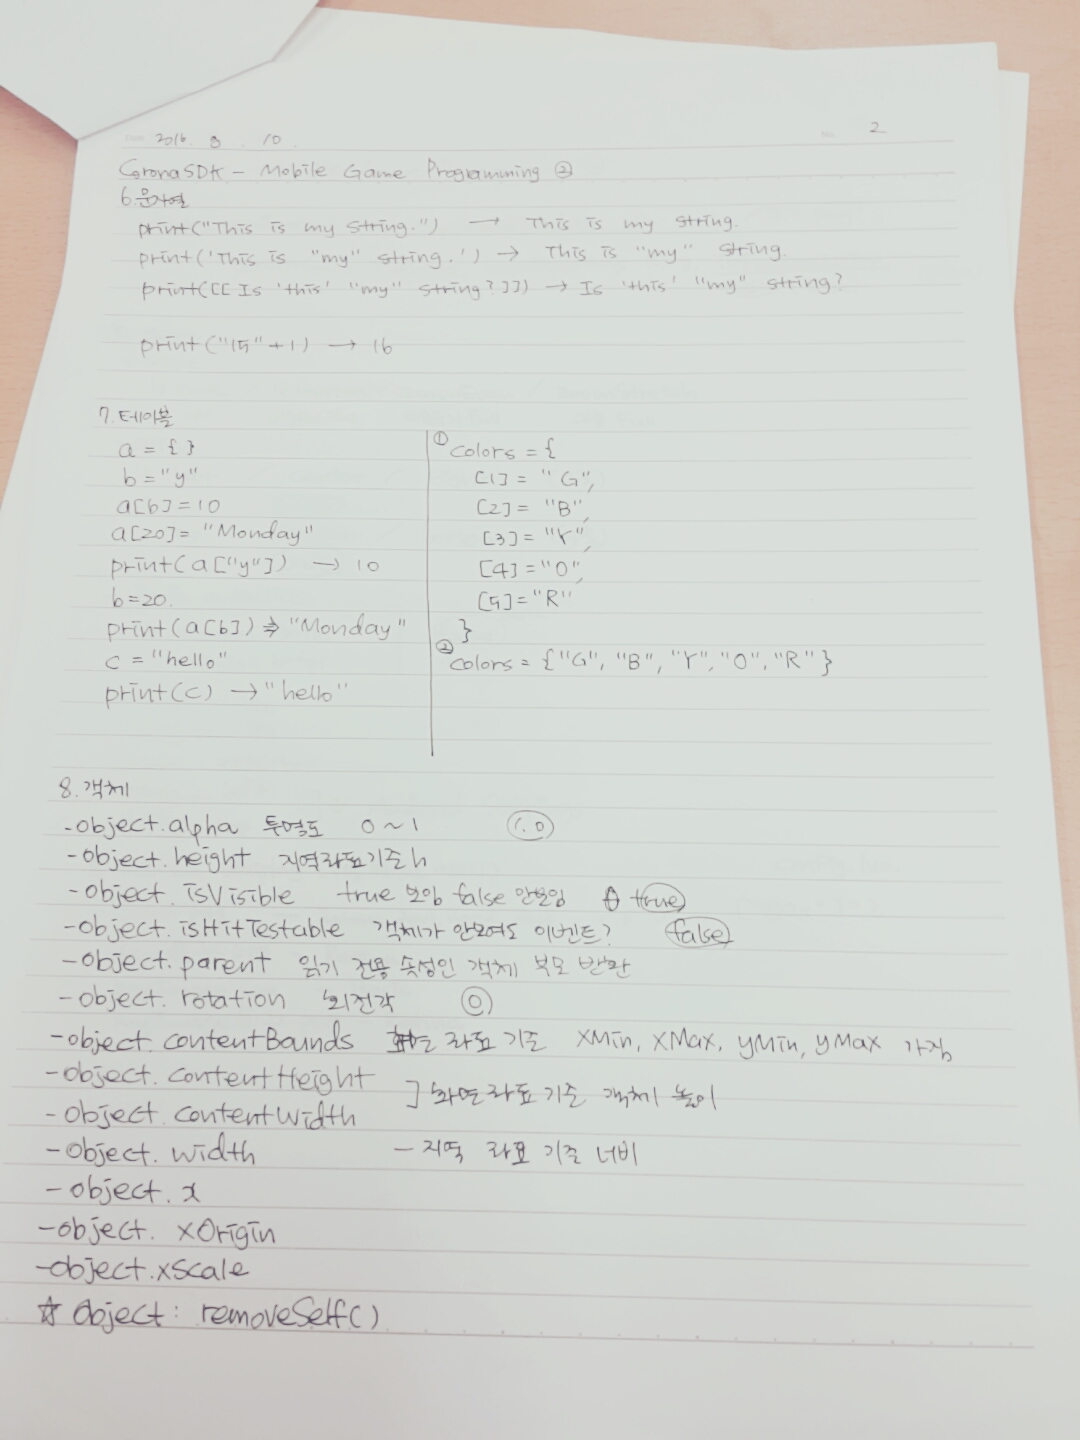 Date 2016. 8 10 No. 2
CoronaSDK - Mobile Game Programming ②
6.문자열
print("This is my string.") → This is my string.
print('This is "my" string.') → This is "my" string.
print([[ Is 'this' "my" string? ]]) → Is 'this' "my" string?
print("15"+1) → 16
7.테이블
a = { }
b = "y"
a[b] = 10
a[20] = "Monday"
print(a["y"]) → 10
b=20.
print(a[b]) → "Monday"
c = "hello"
print(c) → "hello"
① colors = {
[1] = "G",
[2] = "B",
[3] = "Y",
[4] = "O",
[5] = "R"
}
② colors = {"G", "B", "Y", "O", "R"}
8.객체
-object.alpha 투명도 0~1 1.0
-object.height 지역좌표기준 h
-object.isVisible true 보임 false 안보임 true
-object.isHitTestable 객체가 안보여도 이벤트? false
-object.parent 읽기 전용 속성인 객체 부모 반환
-object.rotation 회전각 0
-object.contentBounds 좌표 기준 xMin, xMax, yMin, yMax 가짐
-object.contentHeight
-object.contentWidth ] 화면좌표 기준 객체 높이
-object.width - 지역 좌표 기준 너비
-object.x
-object.xOrigin
-object.xScale
☆ Object:removeSelf()